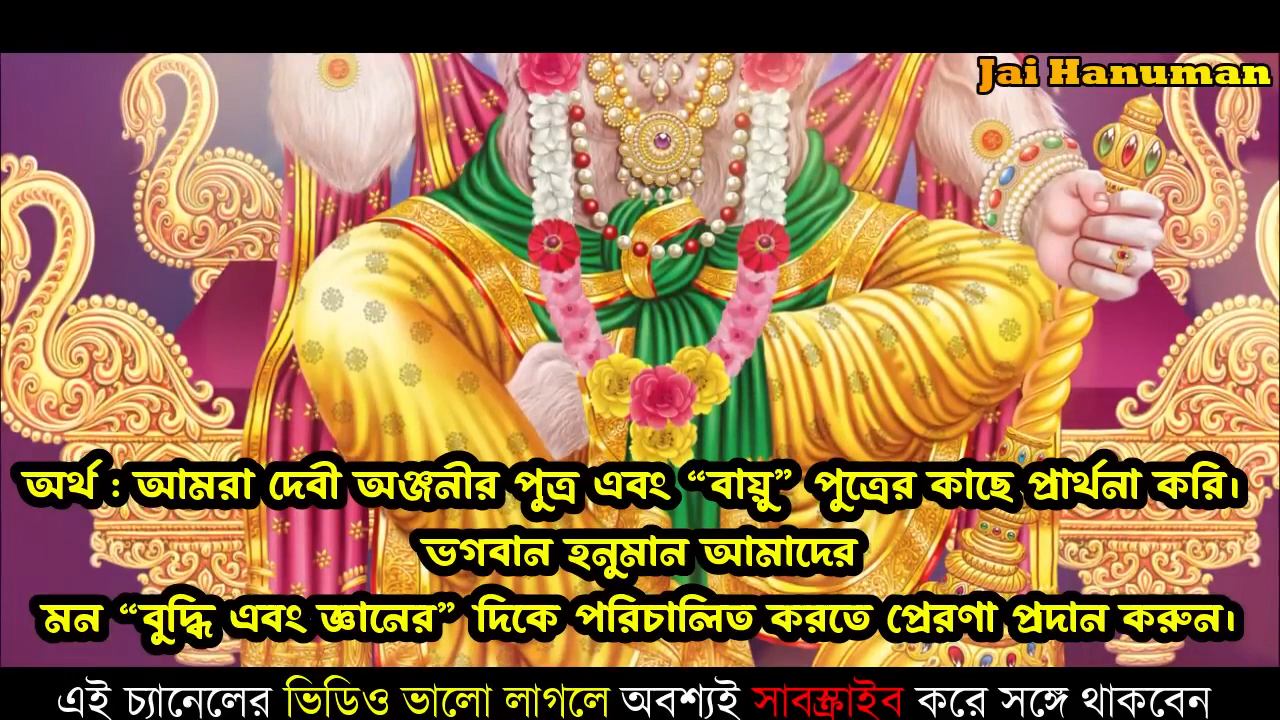 Jai Hanuman
অর্থ : আমরা দেবী অঞ্জনীর পুত্র এবং “বায়ু” পুত্রের কাছে প্রার্থনা করি।
ভগবান হনুমান আমাদের
মন “বুদ্ধি এবং জ্ঞানের” দিকে পরিচালিত করতে প্রেরণা প্রদান করুন।
এই চ্যানেলের ভিডিও ভালো লাগলে অবশ্যই সাবস্ক্রাইব করে সঙ্গে থাকবেন